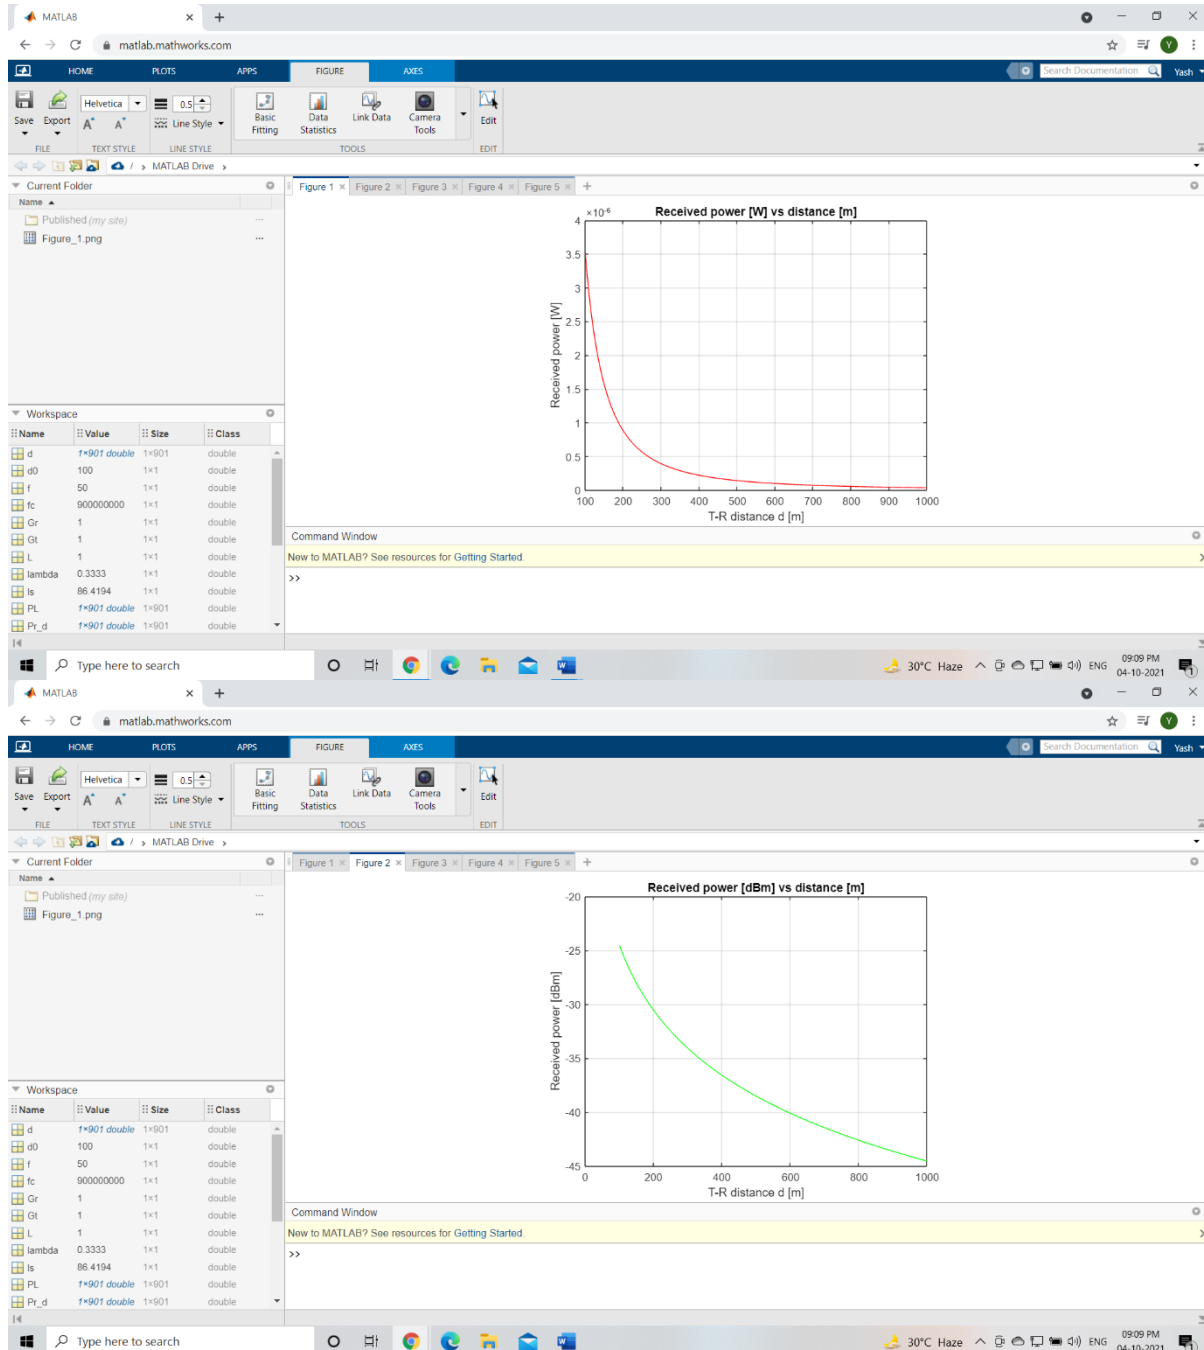 MATLAB
matlab.mathworks.com
HOME PLOTS APPS FIGURE AXES Search Documentation Yash
Helvetica 0.5
Save Export A A Line Style Basic Fitting Data Statistics Link Data Camera Tools Edit
FILE TEXT STYLE LINE STYLE TOOLS EDIT
/ > MATLAB Drive >
Current Folder
Name
Published (my site)
Figure_1.png
Figure 1 × Figure 2 × Figure 3 × Figure 4 × Figure 5 × +
×10-6
Received power [W] vs distance [m]
4
3.5
3
2.5
2
1.5
1
0.5
0
Received power [W]
100 200 300 400 500 600 700 800 900 1000
T-R distance d [m]
Workspace
Name Value Size Class
d 1×901 double 1×901 double
d0 100 1×1 double
f 50 1×1 double
fc 900000000 1×1 double
Gr 1 1×1 double
Gt 1 1×1 double
L 1 1×1 double
lambda 0.3333 1×1 double
ls 86.4194 1×1 double
PL 1×901 double 1×901 double
Pr_d 1×901 double 1×901 double
Command Window
New to MATLAB? See resources for Getting Started.
>>
Type here to search
30°C Haze ENG 09:09 PM
04-10-2021
MATLAB
matlab.mathworks.com
HOME PLOTS APPS FIGURE AXES Search Documentation Yash
Helvetica 0.5
Save Export A A Line Style Basic Fitting Data Statistics Link Data Camera Tools Edit
FILE TEXT STYLE LINE STYLE TOOLS EDIT
/ > MATLAB Drive >
Current Folder
Name
Published (my site)
Figure_1.png
Figure 1 × Figure 2 × Figure 3 × Figure 4 × Figure 5 × +
Received power [dBm] vs distance [m]
-20
-25
-30
-35
-40
-45
Received power [dBm]
0 200 400 600 800 1000
T-R distance d [m]
Workspace
Name Value Size Class
d 1×901 double 1×901 double
d0 100 1×1 double
f 50 1×1 double
fc 900000000 1×1 double
Gr 1 1×1 double
Gt 1 1×1 double
L 1 1×1 double
lambda 0.3333 1×1 double
ls 86.4194 1×1 double
PL 1×901 double 1×901 double
Pr_d 1×901 double 1×901 double
Command Window
New to MATLAB? See resources for Getting Started.
>>
Type here to search
30°C Haze ENG 09:09 PM
04-10-2021